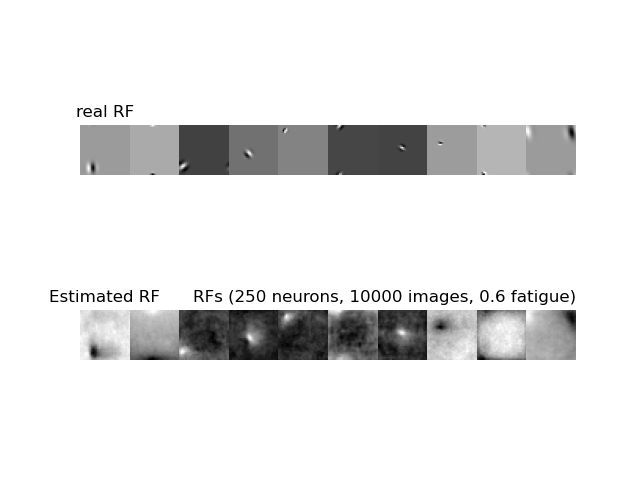 real RF
Estimated RF
RFs (250 neurons, 10000 images, 0.6 fatigue)